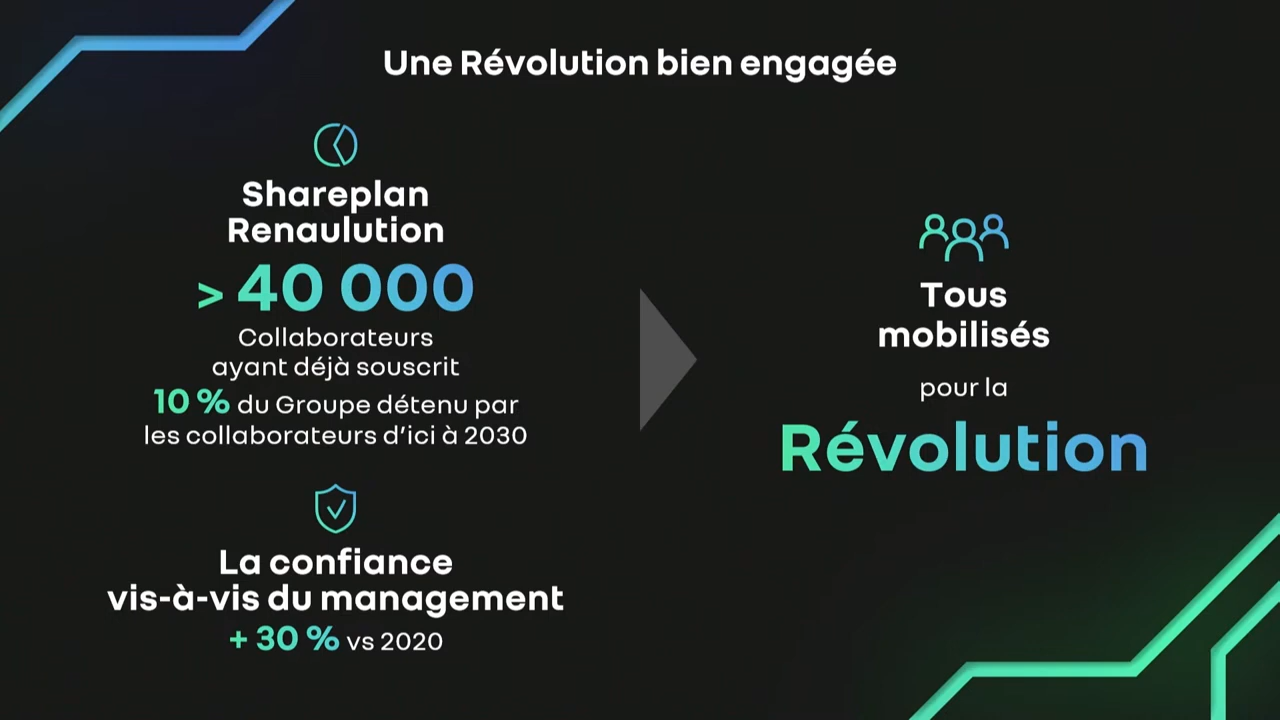 Une Révolution bien engagée
Shareplan
Renaulution
> 40 000
Collaborateurs
ayant déjà souscrit
10 % du Groupe détenu par
les collaborateurs d’ici à 2030
La confiance
vis-à-vis du management
+ 30 % vs 2020
Tous
mobilisés
pour la
Révolution